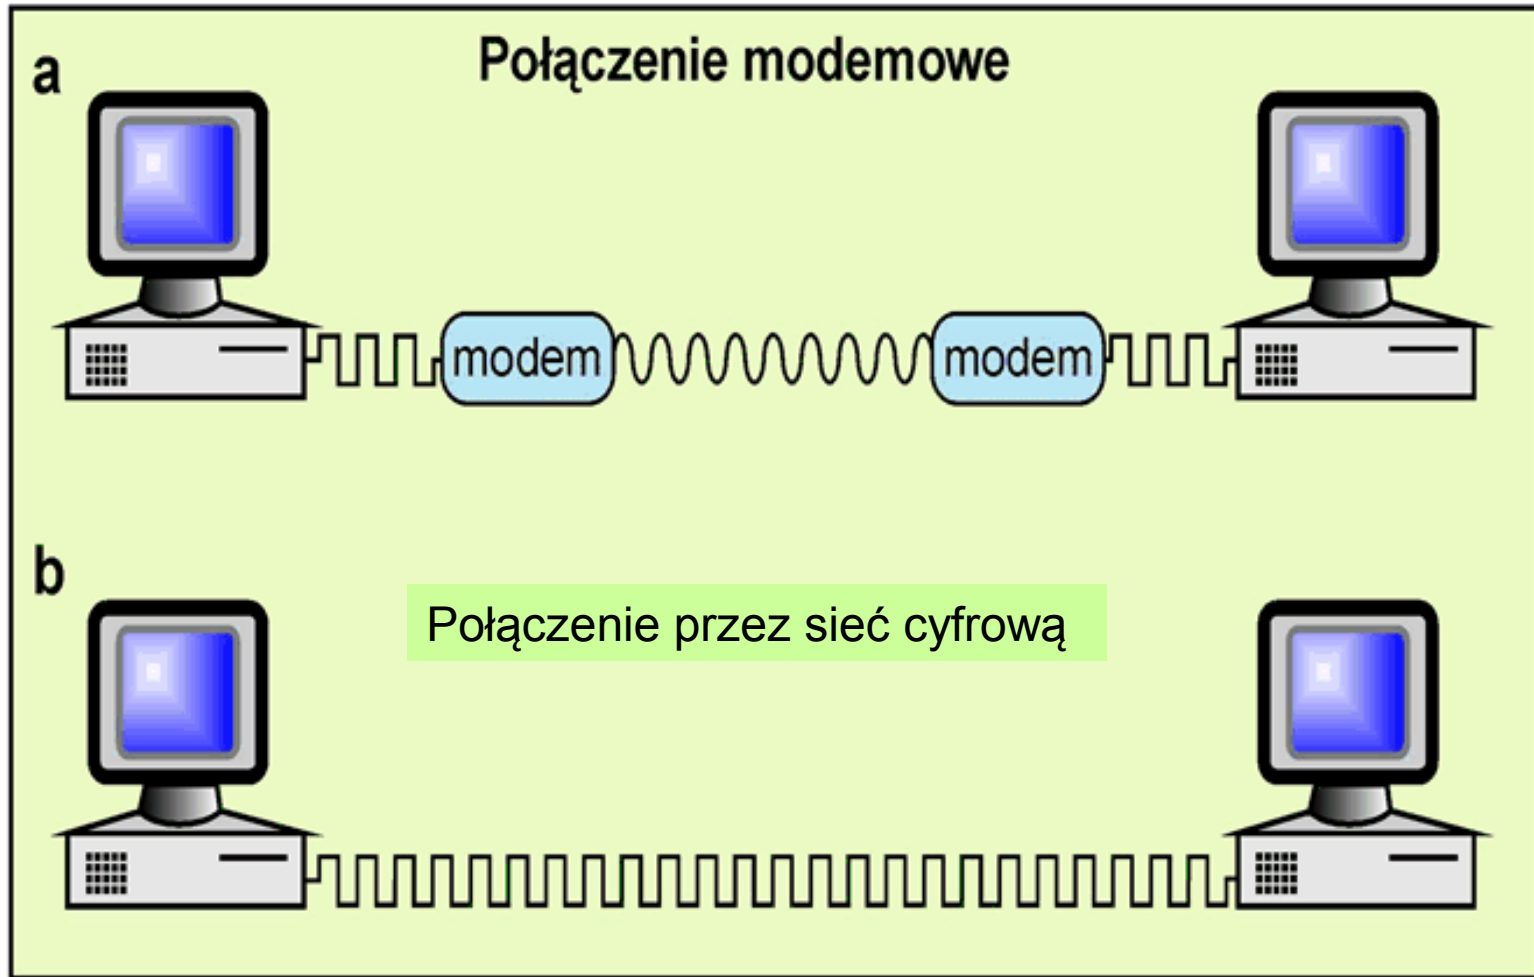 a
Połączenie modemowe
modem
modem
b
Połączenie przez sieć cyfrową